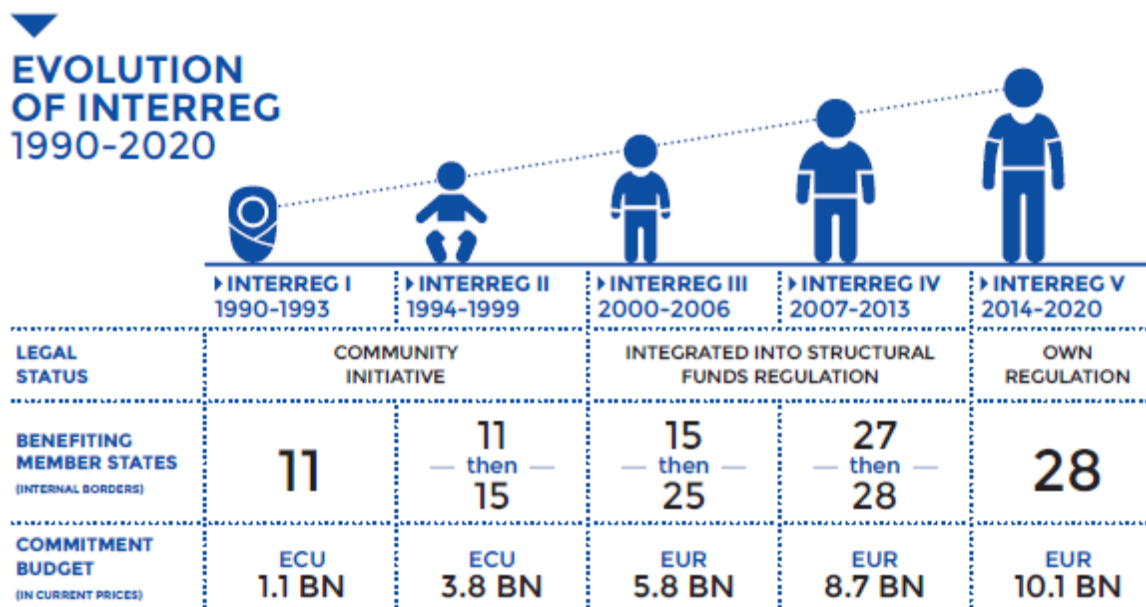 EVOLUTION
OF INTERREG
1990-2020
INTERREG I
1990-1993
INTERREG II
1994-1999
INTERREG III
2000-2006
INTERREG IV
2007-2013
INTERREG V
2014-2020
LEGAL
STATUS
COMMUNITY
INITIATIVE
INTEGRATED INTO STRUCTURAL
FUNDS REGULATION
OWN
REGULATION
BENEFITING
MEMBER STATES
(INTERNAL BORDERS)
11
11
then
15
15
then
25
27
then
28
28
COMMITMENT
BUDGET
(IN CURRENT PRICES)
ECU
1.1 BN
ECU
3.8 BN
EUR
5.8 BN
EUR
8.7 BN
EUR
10.1 BN